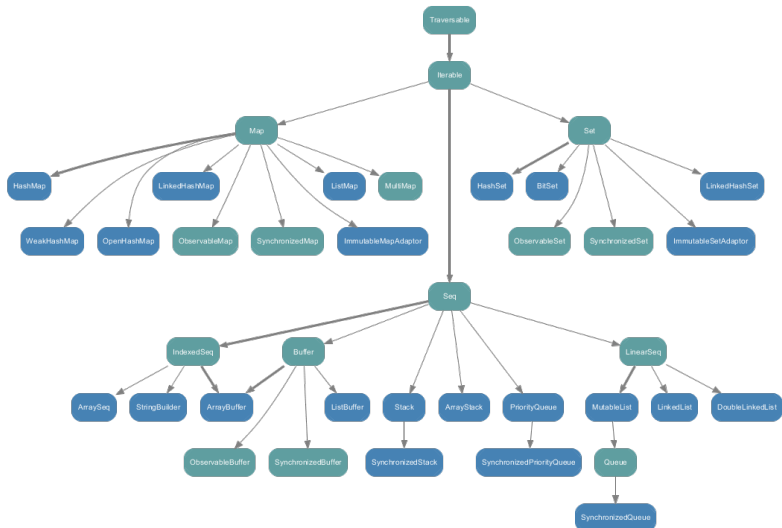 Traversable
Iterable
Map
Set
HashMap
LinkedHashMap
ListMap
MultiMap
HashSet
BitSet
LinkedHashSet
WeakHashMap
OpenHashMap
ObservableMap
SynchronizedMap
ImmutableMapAdaptor
ObservableSet
SynchronizedSet
ImmutableSetAdaptor
Seq
IndexedSeq
Buffer
LinearSeq
ArraySeq
StringBuilder
ArrayBuffer
ListBuffer
Stack
ArrayStack
PriorityQueue
MutableList
LinkedList
DoubleLinkedList
ObservableBuffer
SynchronizedBuffer
SynchronizedStack
SynchronizedPriorityQueue
Queue
SynchronizedQueue